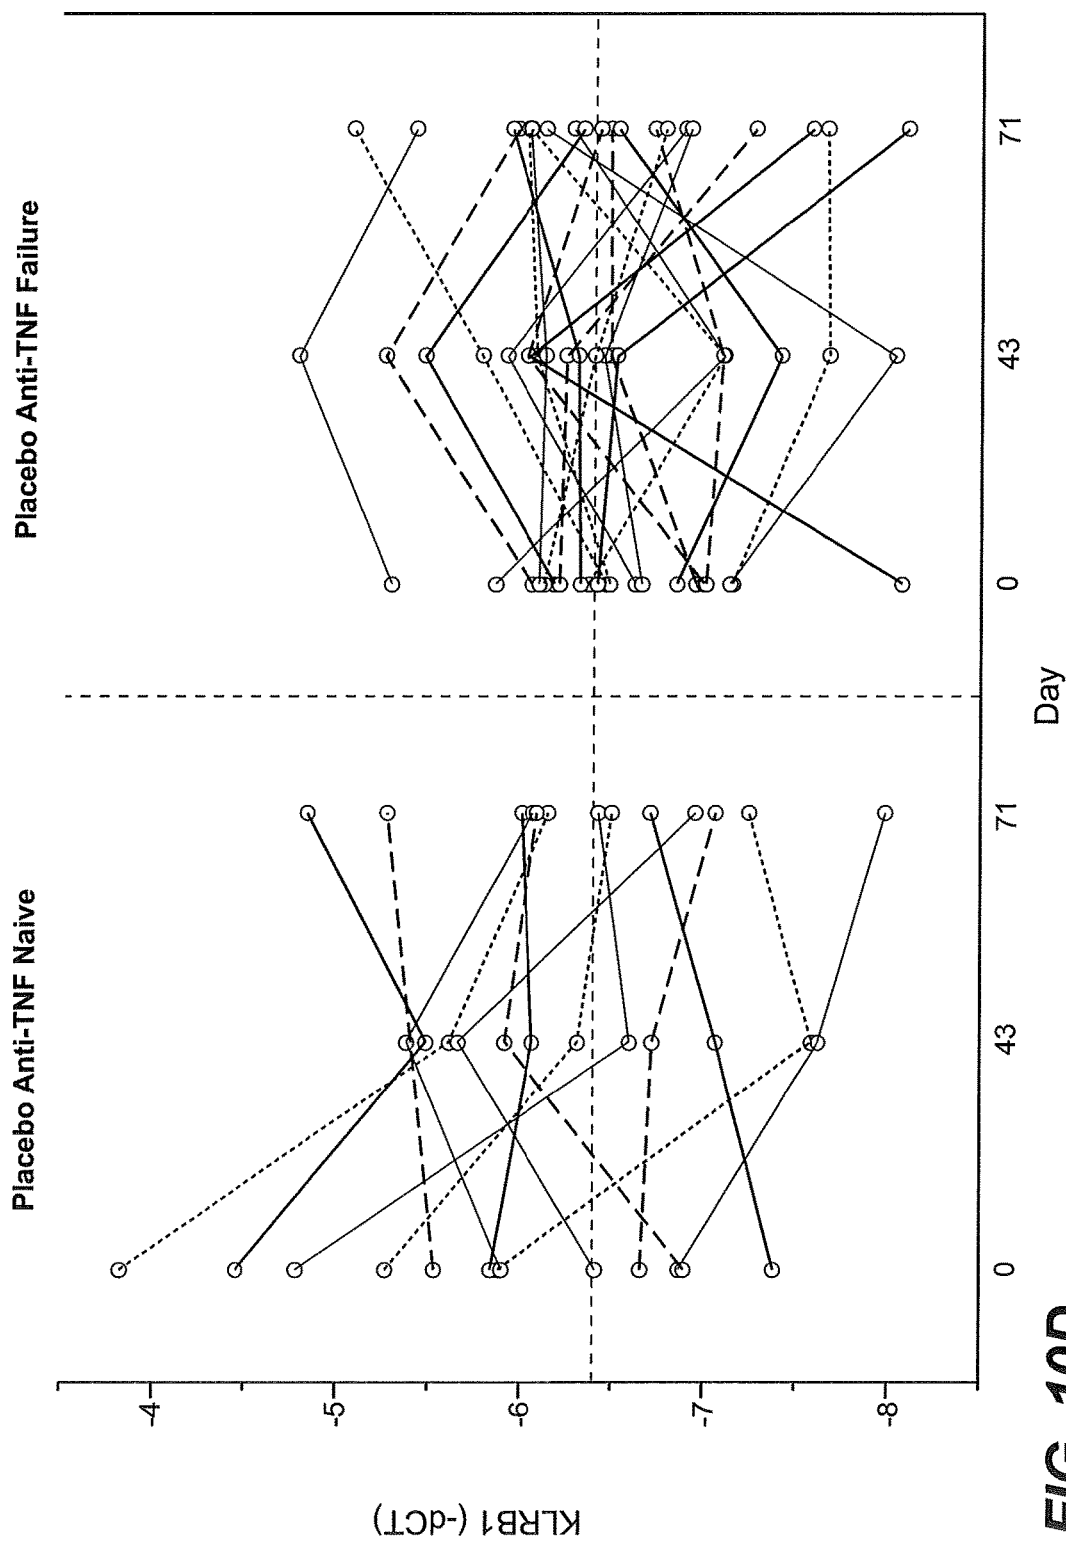 Placebo Anti-TNF Naive
Placebo Anti-TNF Failure
KLRB1 (-dCT)
-4
-5
-6
-7
-8
0
43
71
0
43
71
Day
FIG. 10D